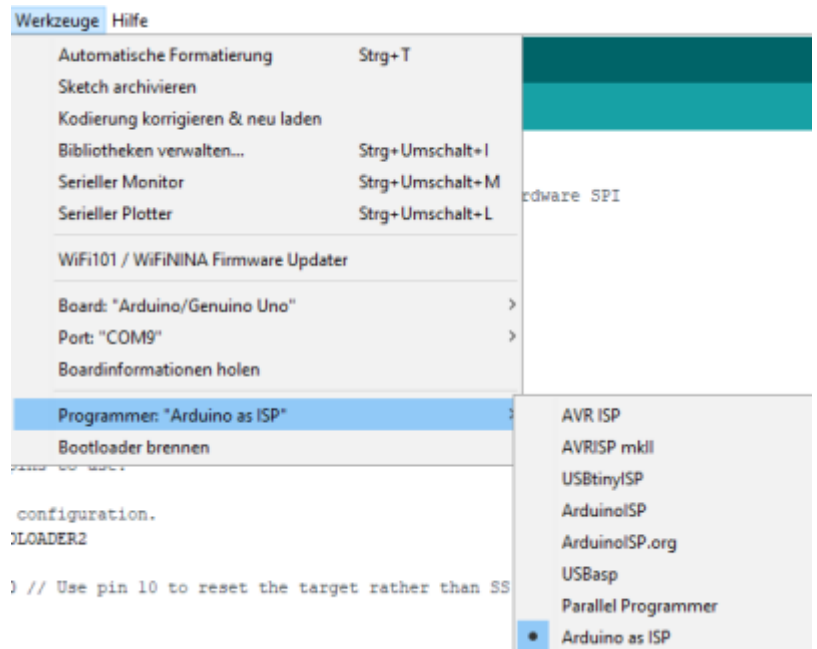 Werkzeuge Hilfe
Automatische Formatierung Strg+T
Sketch archivieren
Kodierung korrigieren & neu laden
Bibliotheken verwalten... Strg+Umschalt+I
Serieller Monitor Strg+Umschalt+M
Serieller Plotter Strg+Umschalt+L
rdware SPI
WiFi101 / WiFiNINA Firmware Updater
Board: "Arduino/Genuino Uno"
Port: "COM9"
Boardinformationen holen
Programmer: "Arduino as ISP"
Bootloader brennen
AVR ISP
AVRISP mkII
USBtinyISP
ArduinoISP
ArduinoISP.org
USBasp
Parallel Programmer
Arduino as ISP
to use.
configuration.
OLOADER2
) // Use pin 10 to reset the target rather than SS